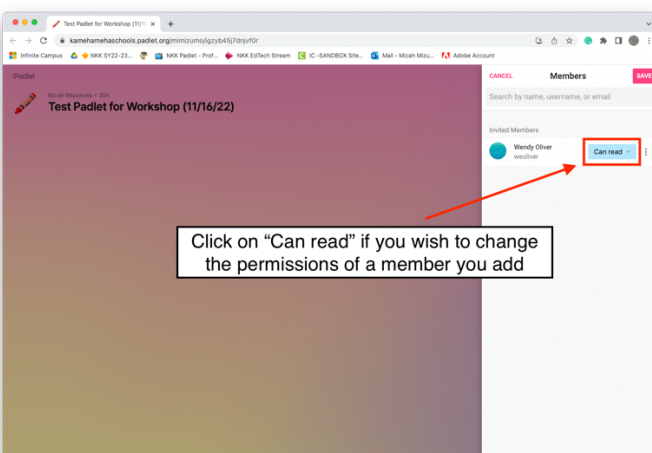 Test Padlet for Workshop (11/1
kamehamehaschools.padlet.org/mimizumo/igzyb45j7dnjvf0r
Infinite Campus
NKK SY22-23...
NKK Padlet - Prof...
NKK EdTech Stream
IC -SANDBOX Site...
Mail - Micah Mizu...
Adobe Account
:Padlet
Micah Mizumoto • 20h
Test Padlet for Workshop (11/16/22)
CANCEL
Members
SAVE
Search by name, username, or email
Invited Members
Wendy Oliver
weoliver
Can read
Click on “Can read” if you wish to change
the permissions of a member you add